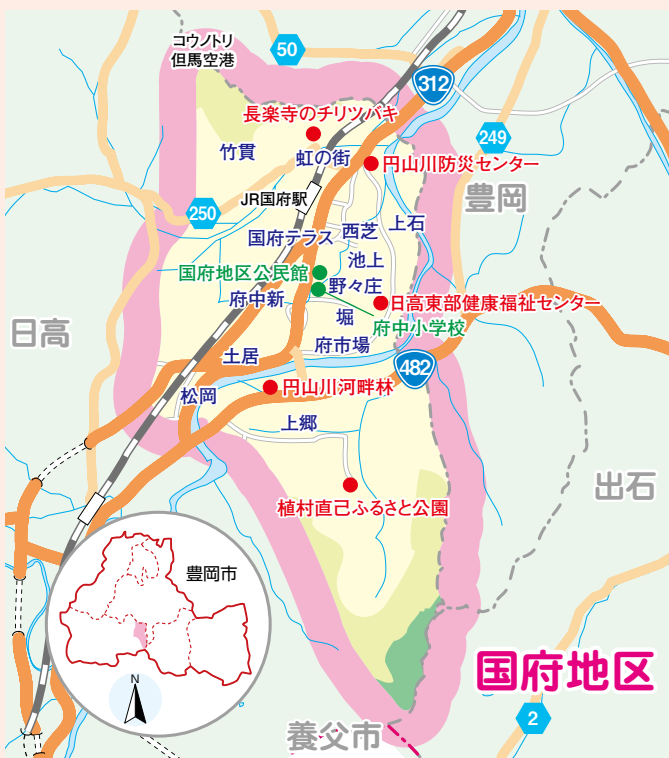 コウノトリ
但馬空港
50
312
長楽寺のチリツバキ
249
竹貫
虹の街
円山川防災センター
JR国府駅
豊岡
250
上石
西芝
国府テラス
池上
国府地区公民館
野々庄
府中新
日高東部健康福祉センター
堀
府中小学校
日高
府市場
土居
482
円山川河畔林
松岡
上郷
出石
植村直己ふるさと公園
豊岡市
国府地区
N
2
養父市